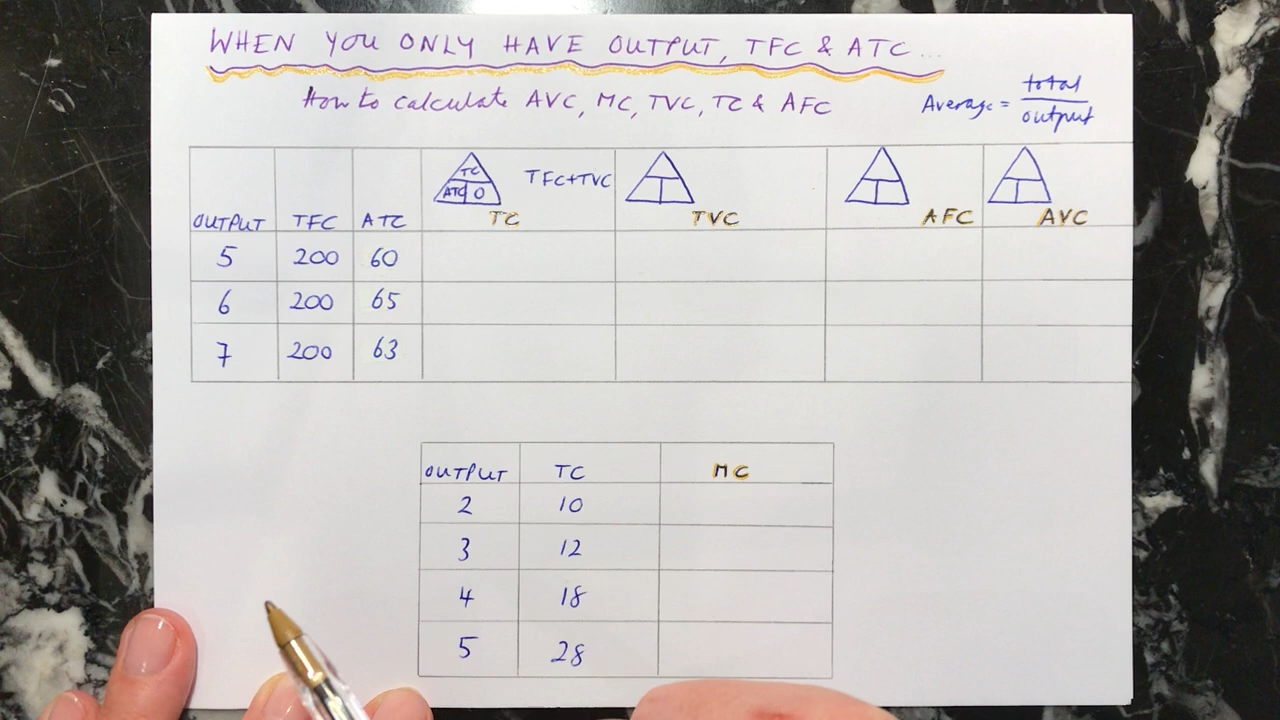 WHEN YOU ONLY HAVE OUTPUT, TFC & ATC...
How to calculate AVC, MC, TVC, TC & AFC
Average = total / output
TC
ATC O
TFC+TVC
OUTPUT TFC ATC TC TVC AFC AVC
5 200 60
6 200 65
7 200 63
OUTPUT TC MC
2 10
3 12
4 18
5 28